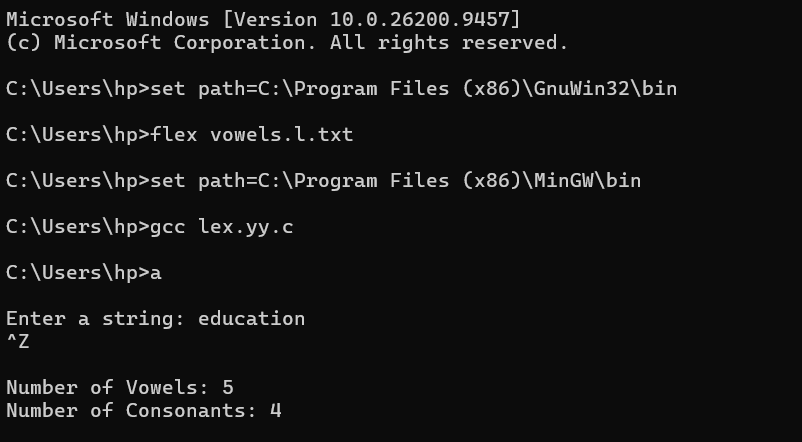 Microsoft Windows [Version 10.0.26200.9457]
(c) Microsoft Corporation. All rights reserved.
C:\Users\hp>set path=C:\Program Files (x86)\GnuWin32\bin
C:\Users\hp>flex vowels.l.txt
C:\Users\hp>set path=C:\Program Files (x86)\MinGW\bin
C:\Users\hp>gcc lex.yy.c
C:\Users\hp>a
Enter a string: education
^Z
Number of Vowels: 5
Number of Consonants: 4